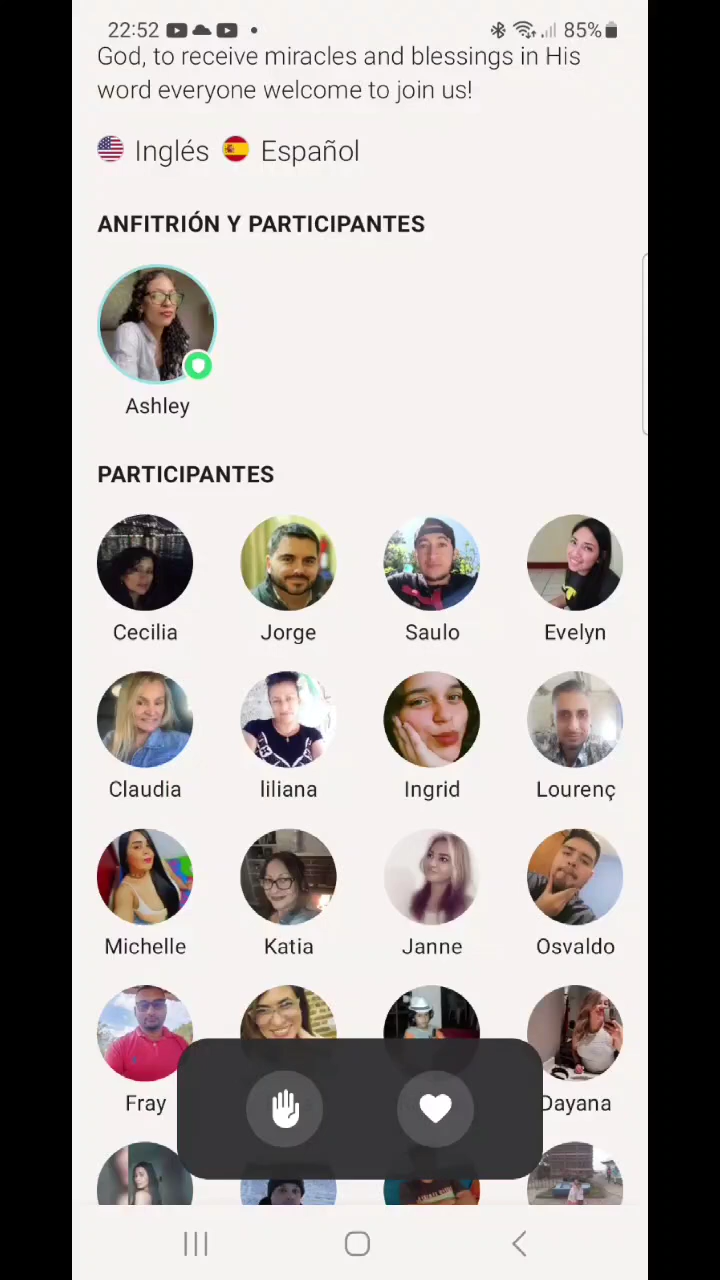 22:52
85%
God, to receive miracles and blessings in His
word everyone welcome to join us!
Inglés Español
ANFITRIÓN Y PARTICIPANTES
Ashley
PARTICIPANTES
Cecilia Jorge Saulo Evelyn
Claudia liliana Ingrid Lourenç
Michelle Katia Janne Osvaldo
Fray Dayana